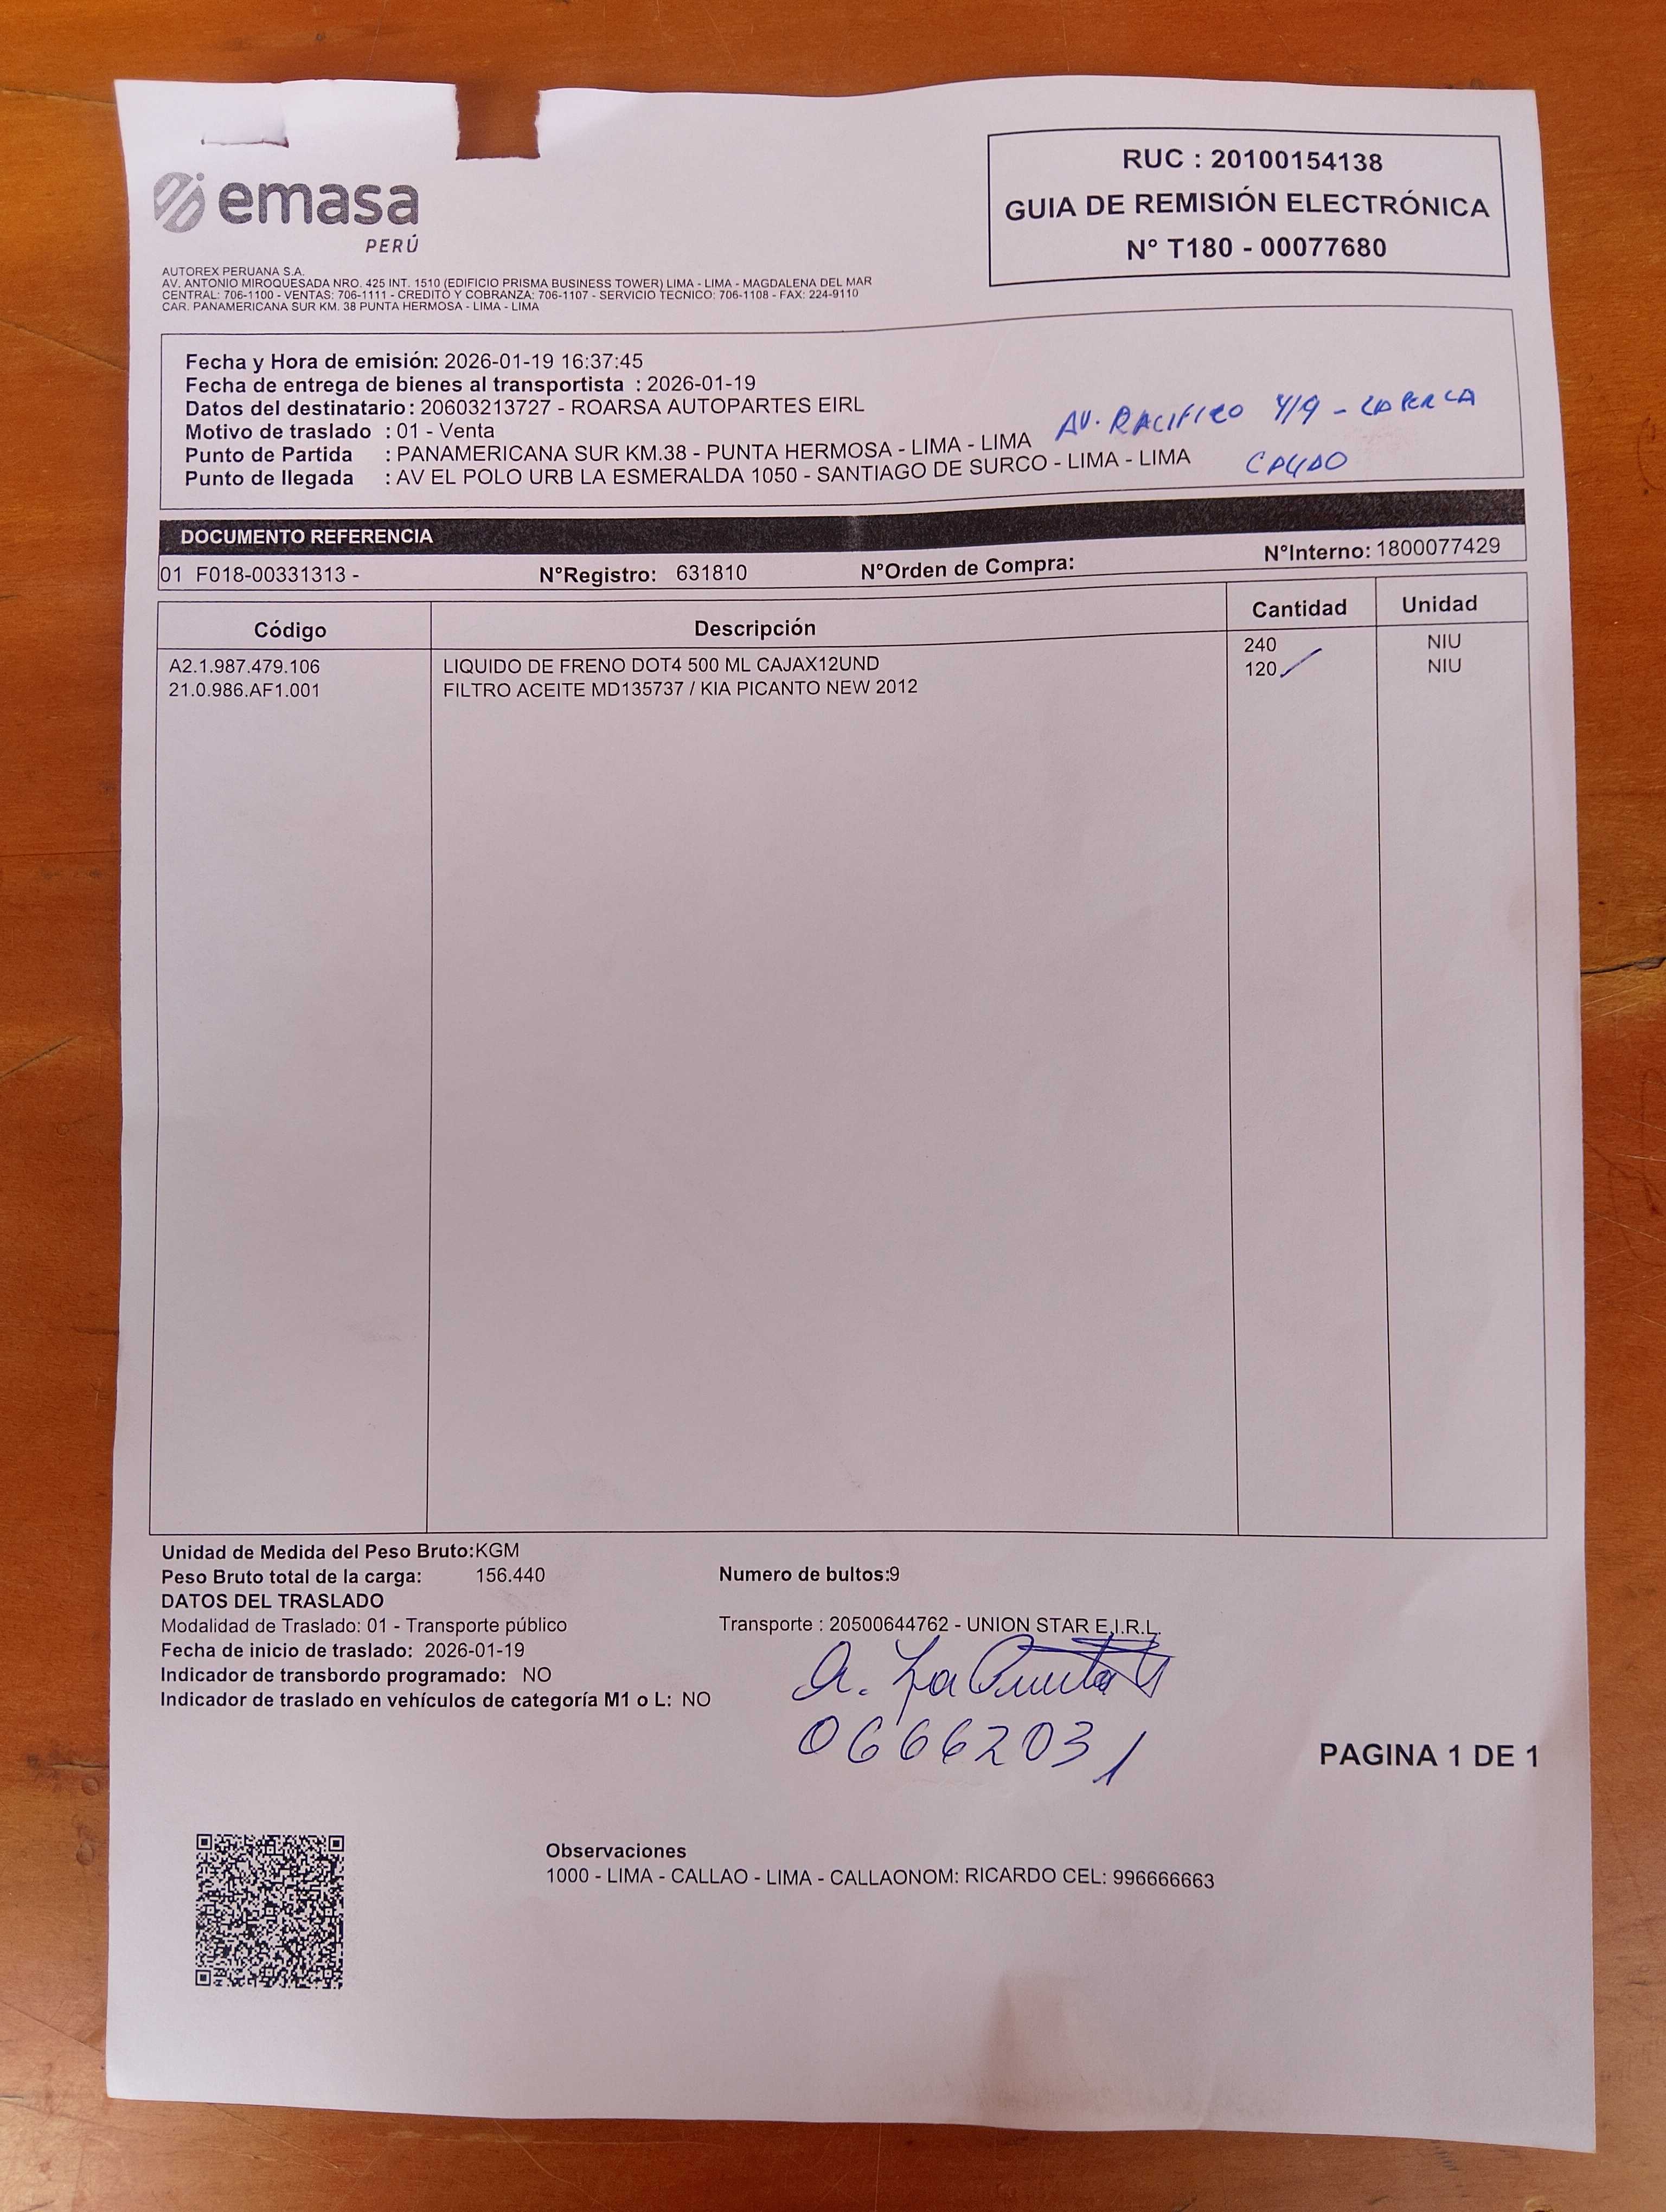 emasa
PERÚ
RUC : 20100154138
GUIA DE REMISIÓN ELECTRÓNICA
N° T180 - 00077680
AUTOREX PERUANA S.A.
AV. ANTONIO MIROQUESADA NRO. 425 INT. 1510 (EDIFICIO PRISMA BUSINESS TOWER) LIMA - LIMA - MAGDALENA DEL MAR
CENTRAL: 706-1100 - VENTAS: 706-1111 - CREDITO Y COBRANZA: 706-1107 - SERVICIO TECNICO: 706-1108 - FAX: 224-9110
CAR. PANAMERICANA SUR KM. 38 PUNTA HERMOSA - LIMA - LIMA
Fecha y Hora de emisión: 2026-01-19 16:37:45
Fecha de entrega de bienes al transportista : 2026-01-19
Datos del destinatario: 20603213727 - ROARSA AUTOPARTES EIRL
Motivo de traslado : 01 - Venta
Punto de Partida : PANAMERICANA SUR KM.38 - PUNTA HERMOSA - LIMA - LIMA
Punto de llegada : AV EL POLO URB LA ESMERALDA 1050 - SANTIAGO DE SURCO - LIMA - LIMA
AV. PACIFICO - LA PERLA
CALLAO
DOCUMENTO REFERENCIA
01 F018-00331313 - N°Registro: 631810 N°Orden de Compra: N°Interno: 1800077429
Código Descripción Cantidad Unidad
A2.1.987.479.106 LIQUIDO DE FRENO DOT4 500 ML CAJAX12UND 240 NIU
21.0.986.AF1.001 FILTRO ACEITE MD135737 / KIA PICANTO NEW 2012 120 NIU
Unidad de Medida del Peso Bruto:KGM
Peso Bruto total de la carga: 156.440 Numero de bultos:9
DATOS DEL TRASLADO
Modalidad de Traslado: 01 - Transporte público Transporte : 20500644762 - UNION STAR E.I.R.L.
Fecha de inicio de traslado: 2026-01-19
Indicador de transbordo programado: NO
Indicador de traslado en vehículos de categoría M1 o L: NO
A. La
06662031
PAGINA 1 DE 1
Observaciones
1000 - LIMA - CALLAO - LIMA - CALLAONOM: RICARDO CEL: 996666663